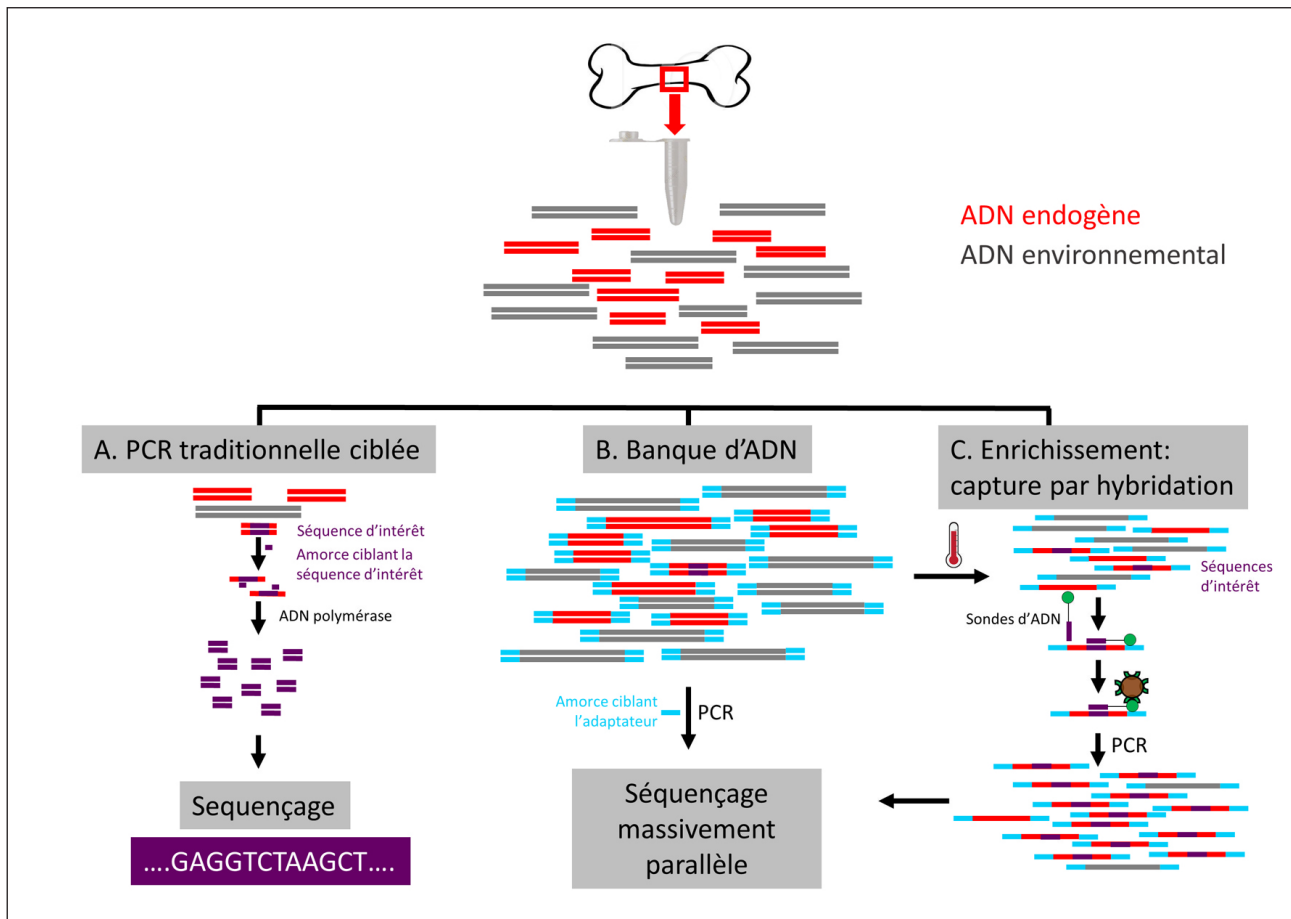 ADN endogène
ADN environnemental
A. PCR traditionnelle ciblée
Séquence d'intérêt
Amorce ciblant la
séquence d'intérêt
ADN polymérase
Sequençage
....GAGGTCTAAGCT....
B. Banque d'ADN
Amorce ciblant
l'adaptateur
PCR
Séquençage
massivement
parallèle
C. Enrichissement:
capture par hybridation
Séquences
d'intérêt
Sondes d'ADN
PCR